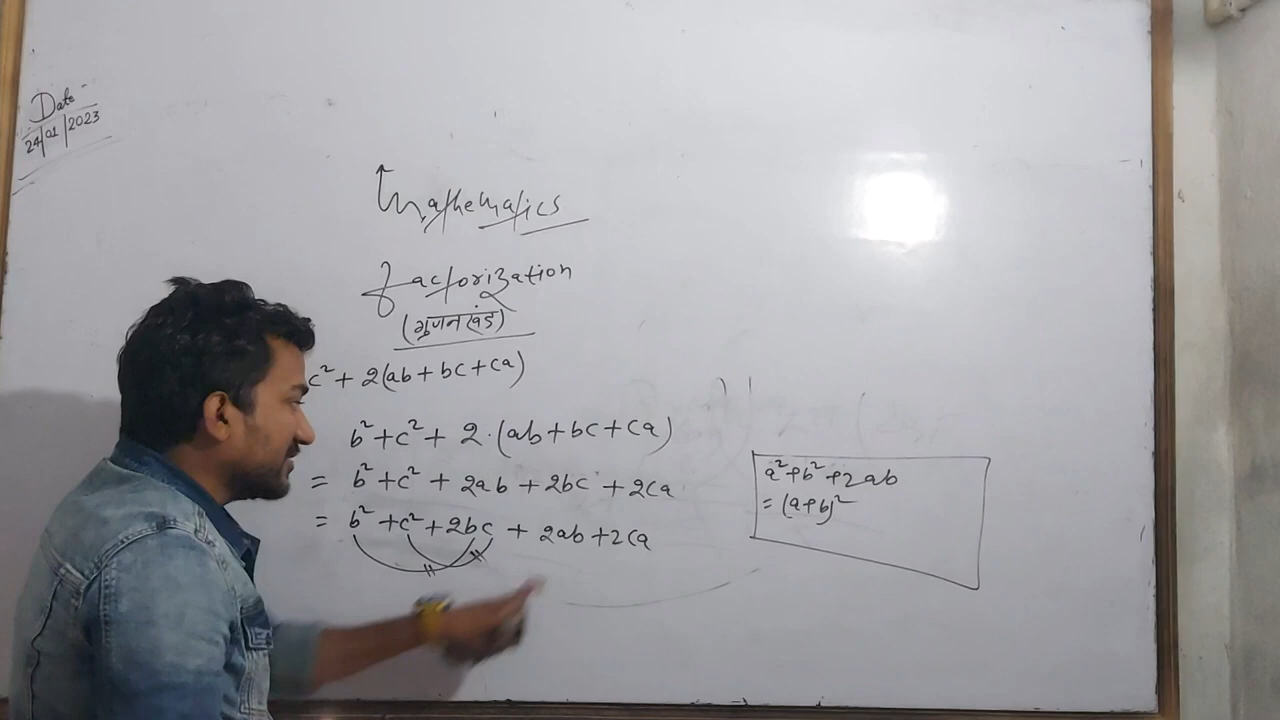 Date -
24/01/2023
Mathematics
Factorization
(गुणनखंड)
c² + 2(ab + bc + ca)
b² + c² + 2·(ab + bc + ca)
= b² + c² + 2ab + 2bc + 2ca
= b² + c² + 2bc + 2ab + 2ca
a² + b² + 2ab
= (a + b)²